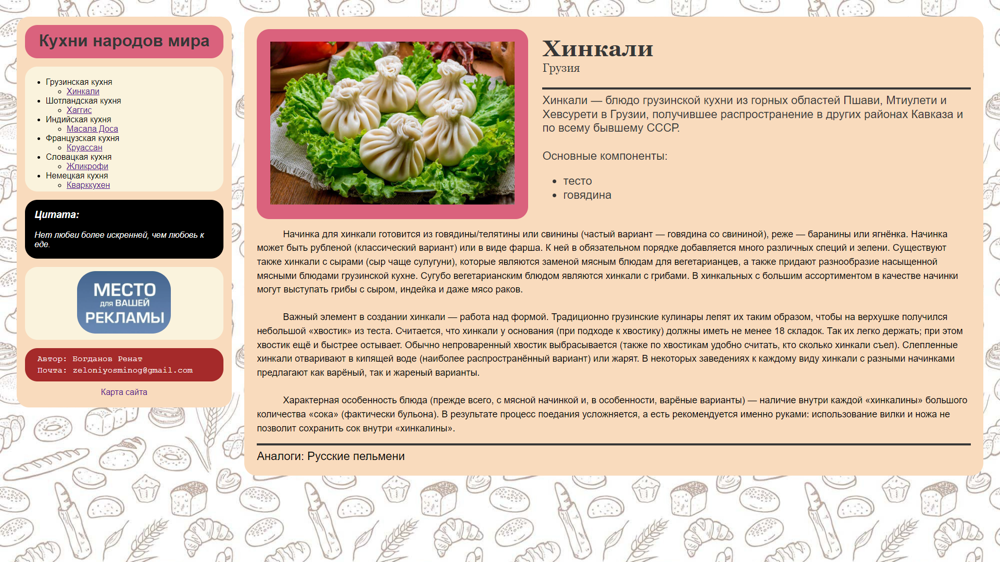 Кухни народов мира
Грузинская кухня
Хинкали
Шотландская кухня
Хаггис
Индийская кухня
Масала Доса
Французская кухня
Круассан
Словацкая кухня
Жликрофи
Немецкая кухня
Кварккухен
Цитата:
Нет любви более искренней, чем любовь к
еде.
МЕСТО
для ВАШЕЙ
РЕКЛАМЫ
Автор: Богданов Ренат
Почта: zeloniyosminog@gmail.com
Карта сайта
Хинкали
Грузия
Хинкали — блюдо грузинской кухни из горных областей Пшави, Мтиулети и
Хевсурети в Грузии, получившее распространение в других районах Кавказа и
по всему бывшему СССР.
Основные компоненты:
тесто
говядина
Начинка для хинкали готовится из говядины/телятины или свинины (частый вариант — говядина со свининой), реже — баранины или ягнёнка. Начинка
может быть рубленой (классический вариант) или в виде фарша. К ней в обязательном порядке добавляется много различных специй и зелени. Существуют
также хинкали с сырами (сыр чаще сулугуни), которые являются заменой мясным блюдам для вегетарианцев, а также придают разнообразие насыщенной
мясными блюдами грузинской кухне. Сугубо вегетарианским блюдом являются хинкали с грибами. В хинкальных с большим ассортиментом в качестве начинки
могут выступать грибы с сыром, индейка и даже мясо раков.
Важный элемент в создании хинкали — работа над формой. Традиционно грузинские кулинары лепят их таким образом, чтобы на верхушке получился
небольшой «хвостик» из теста. Считается, что хинкали у основания (при подходе к хвостику) должны иметь не менее 18 складок. Так их легко держать; при этом
хвостик ещё и быстрее остывает. Обычно непроваренный хвостик выбрасывается (также по хвостикам удобно считать, кто сколько хинкали съел). Слепленные
хинкали отваривают в кипящей воде (наиболее распространённый вариант) или жарят. В некоторых заведениях к каждому виду хинкали с разными начинками
предлагают как варёный, так и жареный варианты.
Характерная особенность блюда (прежде всего, с мясной начинкой и, в особенности, варёные варианты) — наличие внутри каждой «хинкалины» большого
количества «сока» (фактически бульона). В результате процесс поедания усложняется, а есть рекомендуется именно руками: использование вилки и ножа не
позволит сохранить сок внутри «хинкалины».
Аналоги: Русские пельмени